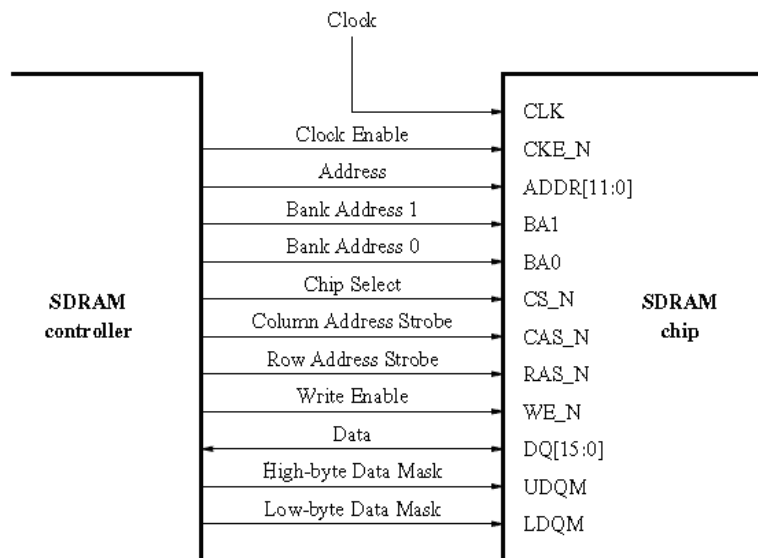 Clock
CLK
Clock Enable
CKE_N
Address
ADDR[11:0]
Bank Address 1
BA1
Bank Address 0
BA0
Chip Select
CS_N
SDRAM
controller
SDRAM
chip
Column Address Strobe
CAS_N
Row Address Strobe
RAS_N
Write Enable
WE_N
Data
DQ[15:0]
High-byte Data Mask
UDQM
Low-byte Data Mask
LDQM